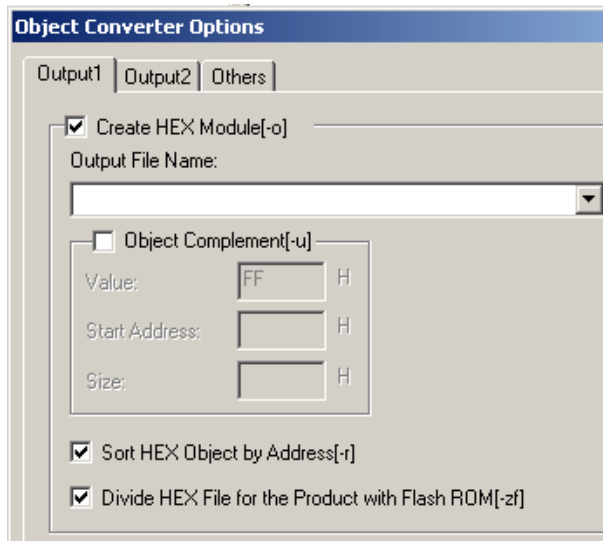 Object Converter Options
Output1 Output2 Others
Create HEX Module[-o]
Output File Name:
Object Complement[-u]
Value: FF H
Start Address: H
Size: H
Sort HEX Object by Address[-r]
Divide HEX File for the Product with Flash ROM[-zf]